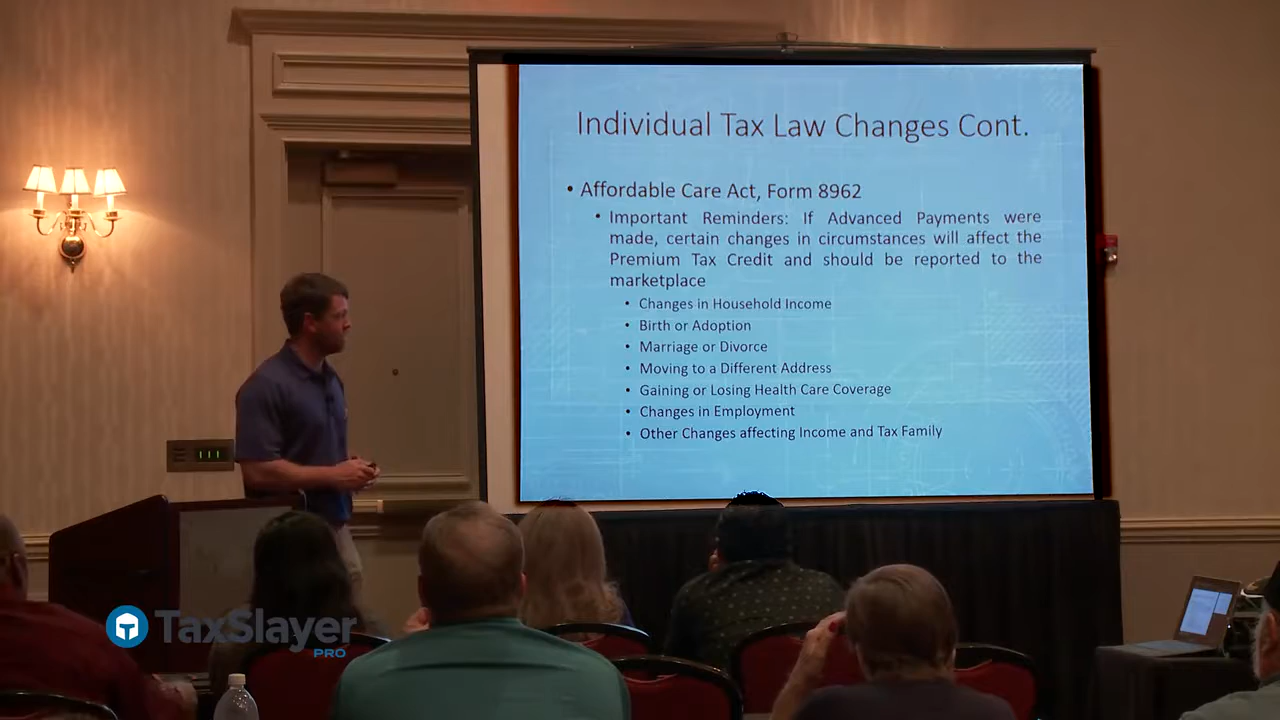 Individual Tax Law Changes Cont.
• Affordable Care Act, Form 8962
• Important Reminders: If Advanced Payments were
made, certain changes in circumstances will affect the
Premium Tax Credit and should be reported to the
marketplace
• Changes in Household Income
• Birth or Adoption
• Marriage or Divorce
• Moving to a Different Address
• Gaining or Losing Health Care Coverage
• Changes in Employment
• Other Changes affecting Income and Tax Family
TaxSlayer
PRO